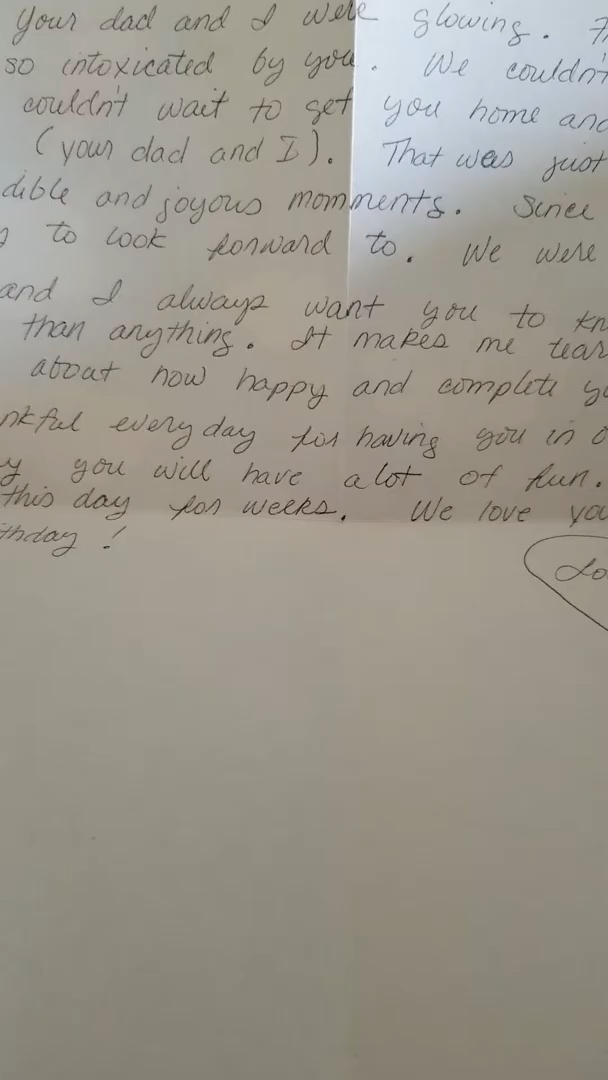 your dad and I were glowing.
so intoxicated by you. We couldn't
couldn't wait to get you home and
(your dad and I). That was just
dible and joyous momments. Since
to look forward to. We were
and I always want you to kn
than anything. It makes me tear
about how happy and complete yo
nkful everyday for having you in o
y you will have alot of fun.
this day for weeks. We love you
thday!
Lo